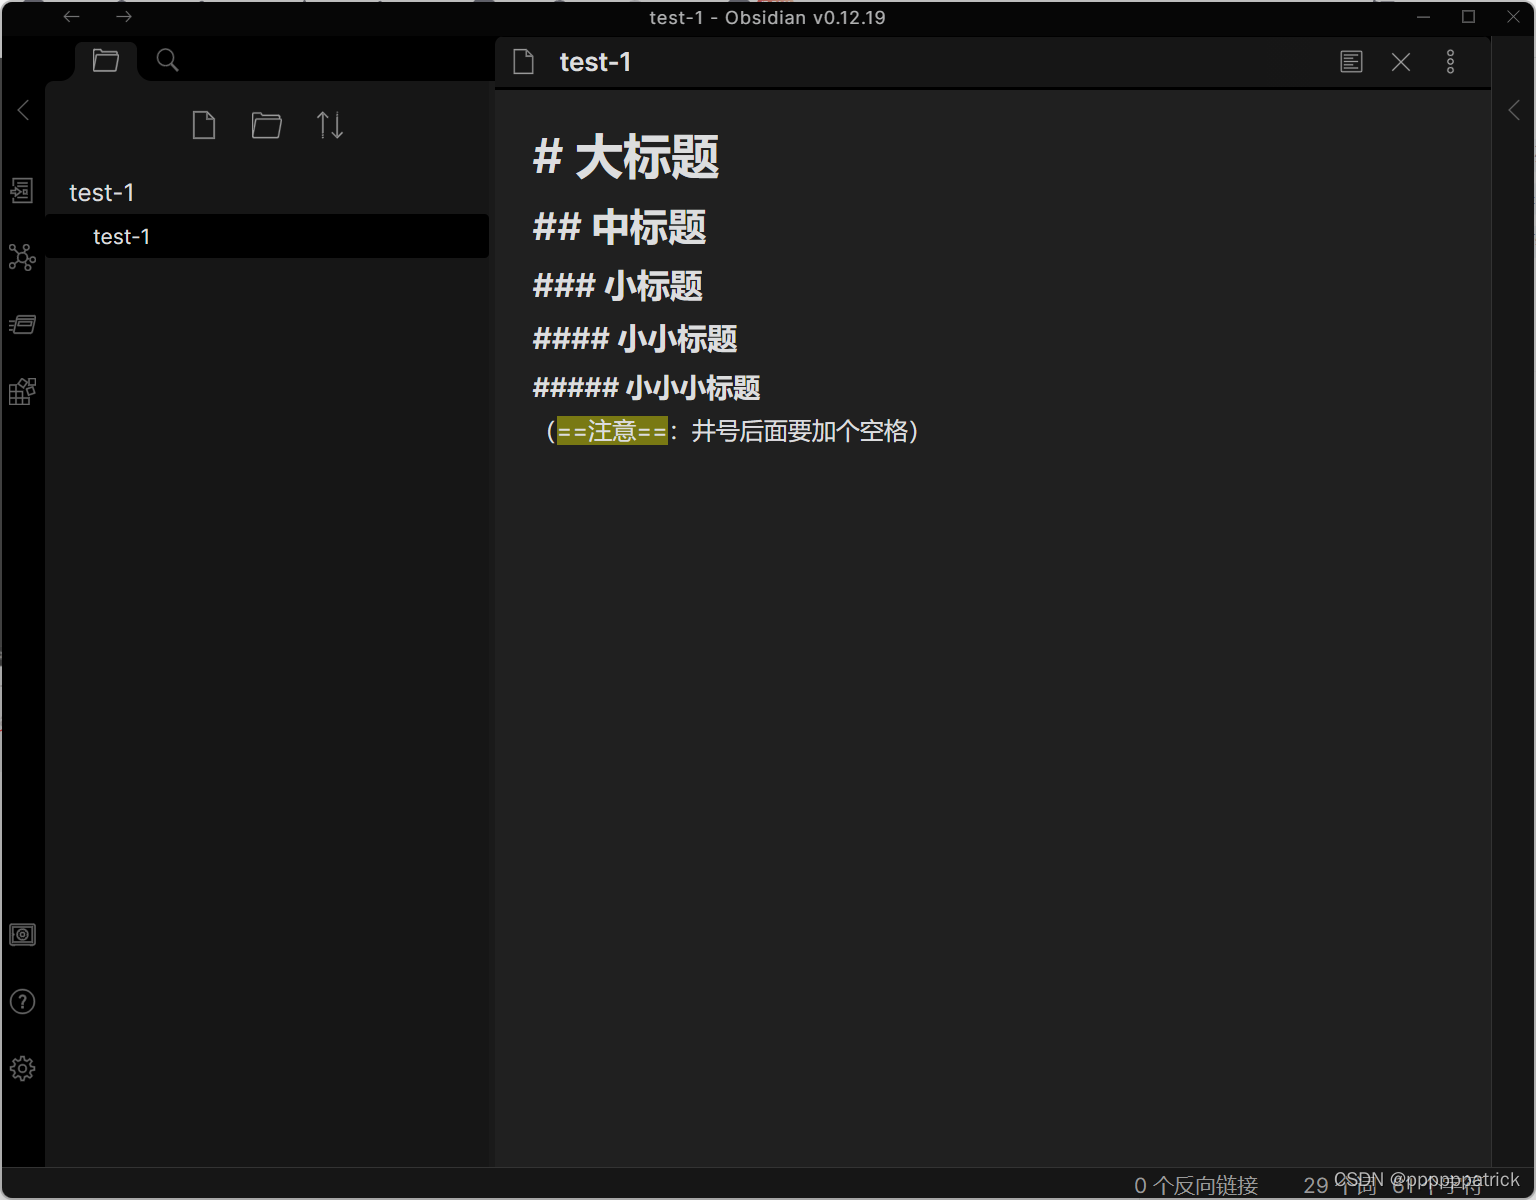 test-1 - Obsidian v0.12.19
test-1
test-1
test-1
# 大标题
## 中标题
### 小标题
#### 小小标题
##### 小小小标题
（==注意==：井号后面要加个空格）
0 个反向链接
29 个词
61 个字符
CSDN @pppppatrick